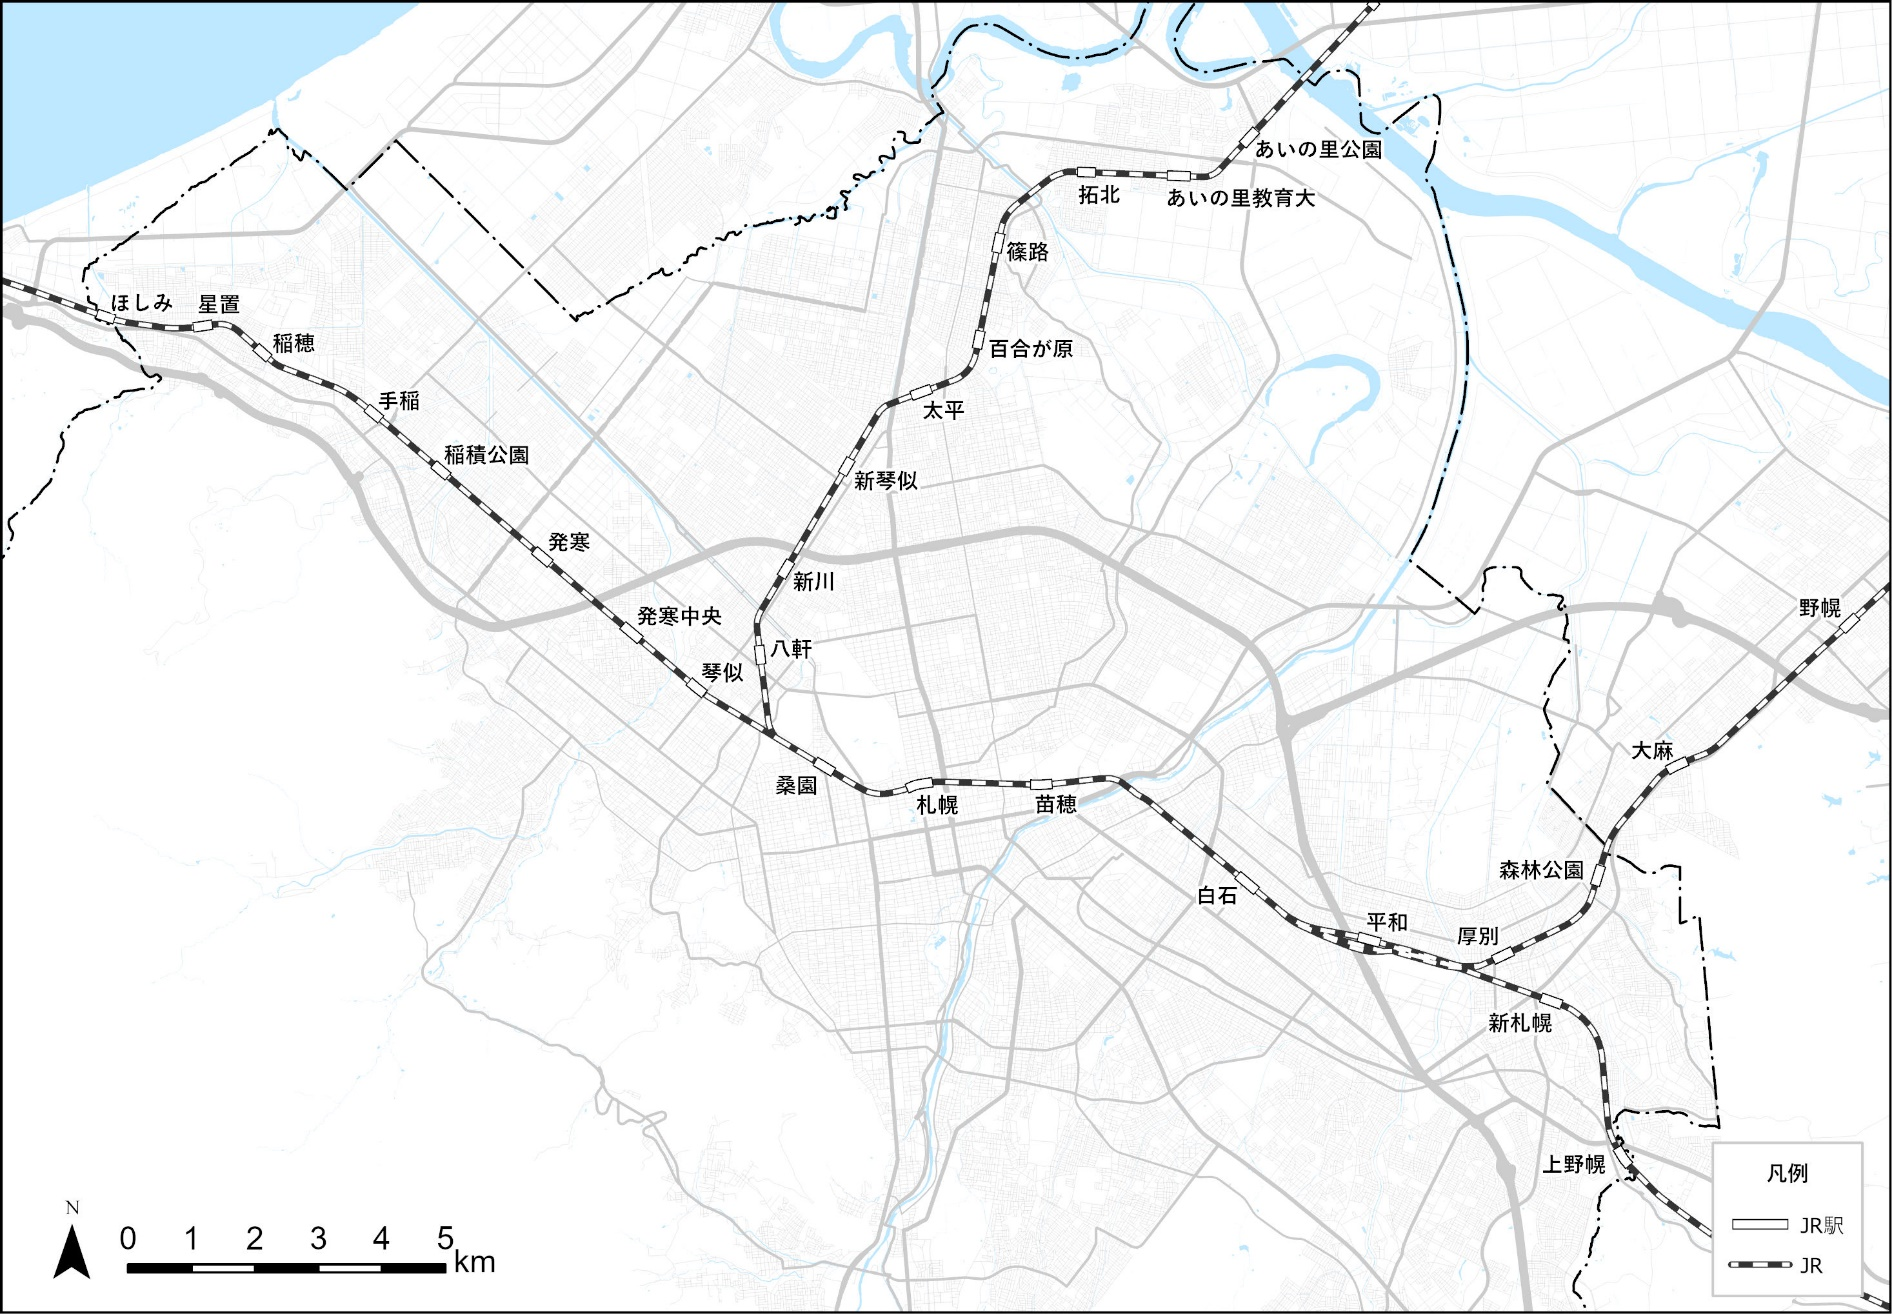 あいの里公園
拓北
あいの里教育大
篠路
ほしみ
星置
稲穂
百合が原
手稲
太平
稲積公園
新琴似
発寒
新川
発寒中央
野幌
八軒
琴似
大麻
桑園
札幌
苗穂
森林公園
白石
平和
厚別
新札幌
上野幌
凡例
JR駅
JR
N
0 1 2 3 4 5
km